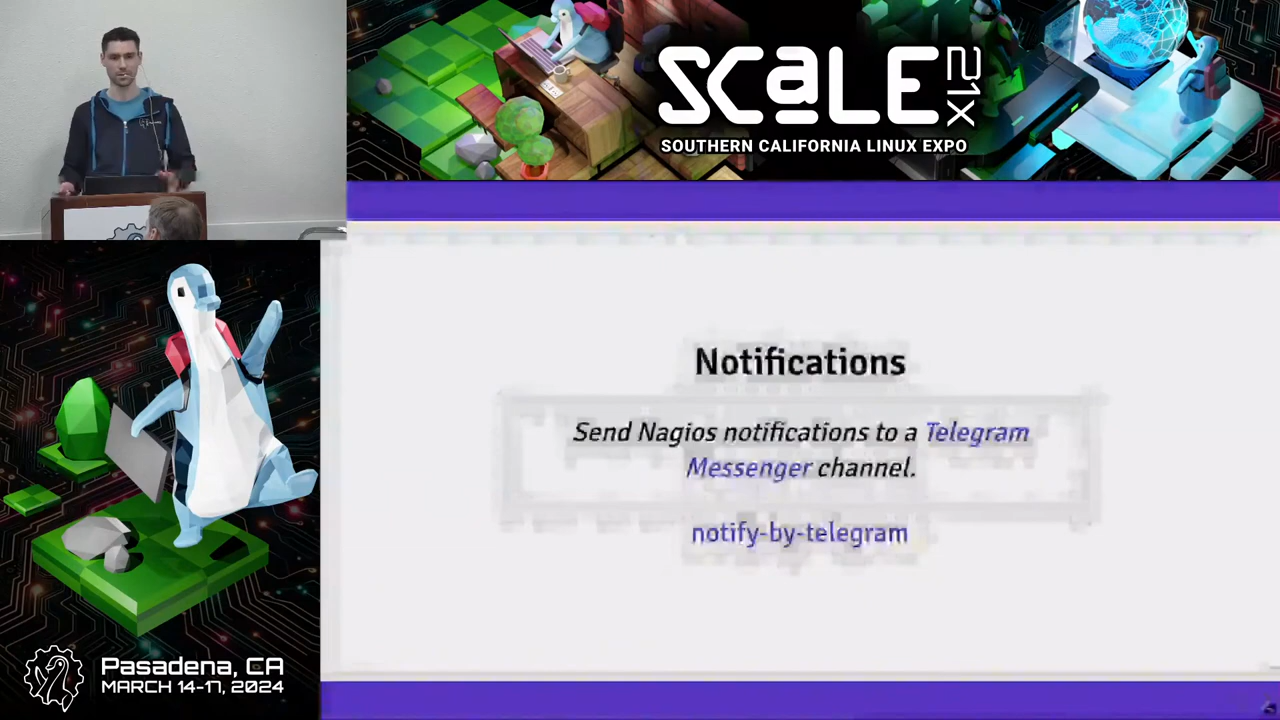 SCaLE 21X
SOUTHERN CALIFORNIA LINUX EXPO
Notifications
Send Nagios notifications to a Telegram
Messenger channel.
notify-by-telegram
Pasadena, CA
MARCH 14-17, 2024